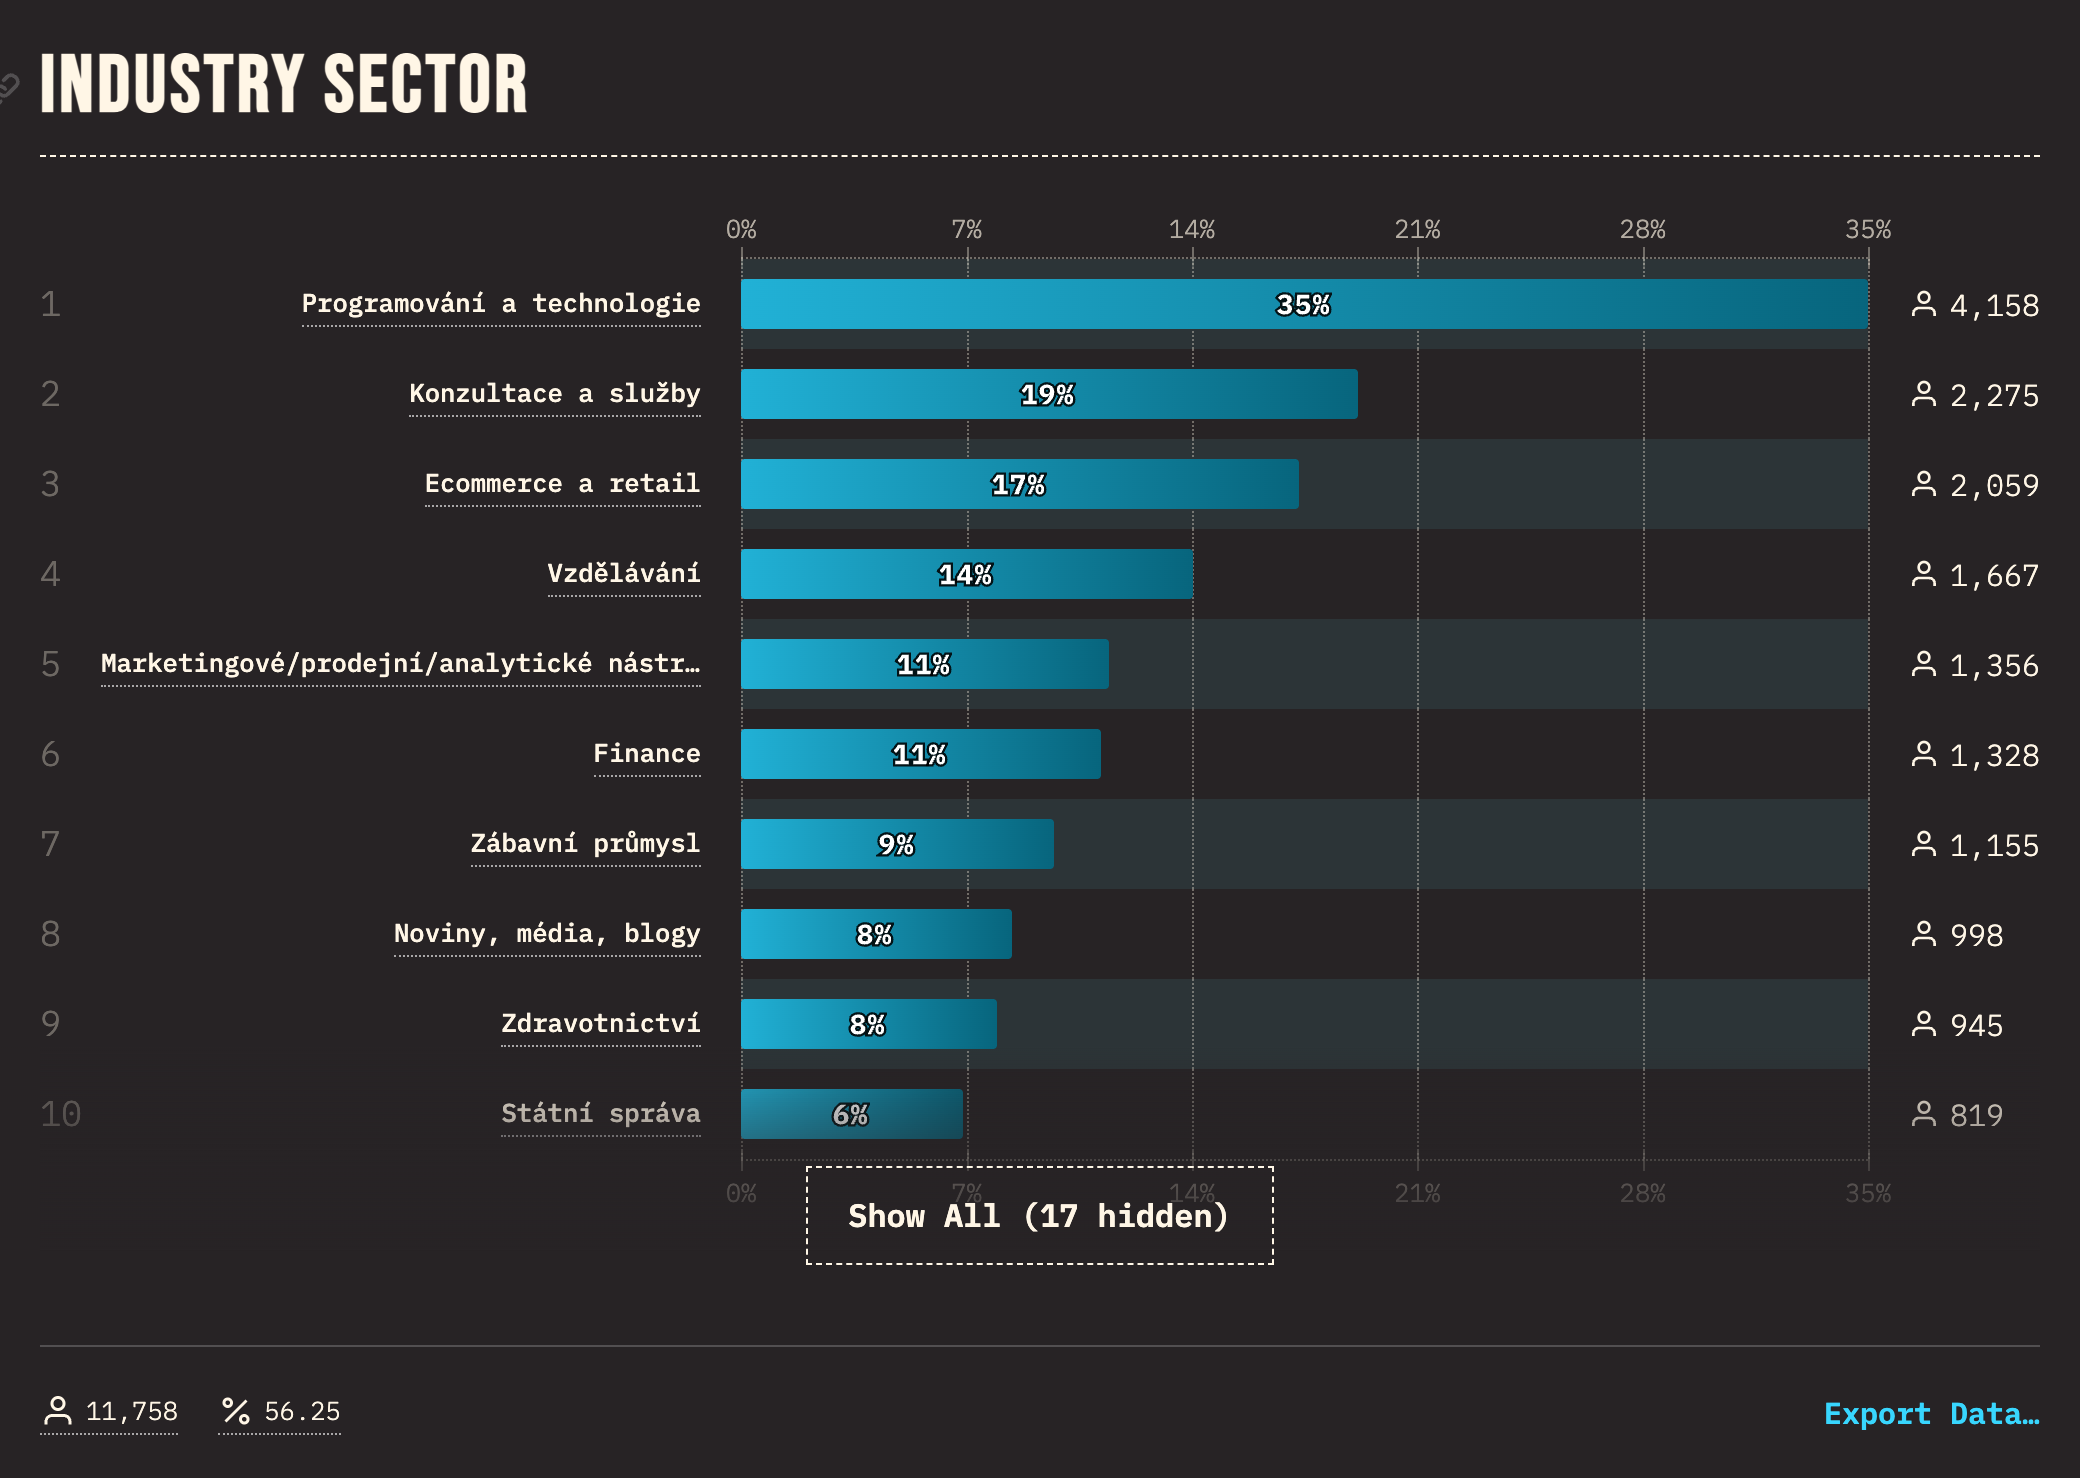 INDUSTRY SECTOR
0% 7% 14% 21% 28% 35%
1 Programování a technologie 35% 4,158
2 Konzultace a služby 19% 2,275
3 Ecommerce a retail 17% 2,059
4 Vzdělávání 14% 1,667
5 Marketingové/prodejní/analytické nástr… 11% 1,356
6 Finance 11% 1,328
7 Zábavní průmysl 9% 1,155
8 Noviny, média, blogy 8% 998
9 Zdravotnictví 8% 945
10 Státní správa 6% 819
0% 7% 14% 21% 28% 35%
Show All (17 hidden)
11,758 % 56.25 Export Data…